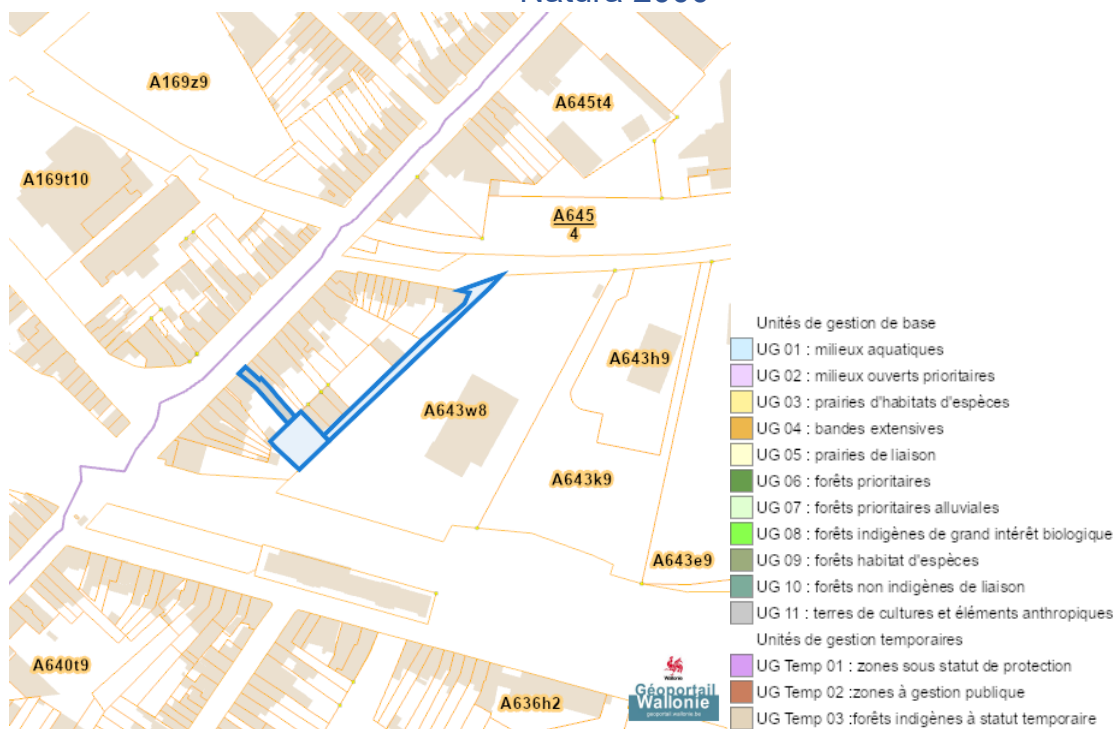 Natura 2000
A169z9
A645t4
A169t10
A645
4
A643h9
A643w8
A643k9
A643e9
A640t9
A636h2
Wallonie
Géoportail
Wallonie
geoportail.wallonie.be
Unités de gestion de base
UG 01 : milieux aquatiques
UG 02 : milieux ouverts prioritaires
UG 03 : prairies d'habitats d'espèces
UG 04 : bandes extensives
UG 05 : prairies de liaison
UG 06 : forêts prioritaires
UG 07 : forêts prioritaires alluviales
UG 08 : forêts indigènes de grand intérêt biologique
UG 09 : forêts habitat d'espèces
UG 10 : forêts non indigènes de liaison
UG 11 : terres de cultures et éléments anthropiques
Unités de gestion temporaires
UG Temp 01 : zones sous statut de protection
UG Temp 02 :zones à gestion publique
UG Temp 03 :forêts indigènes à statut temporaire